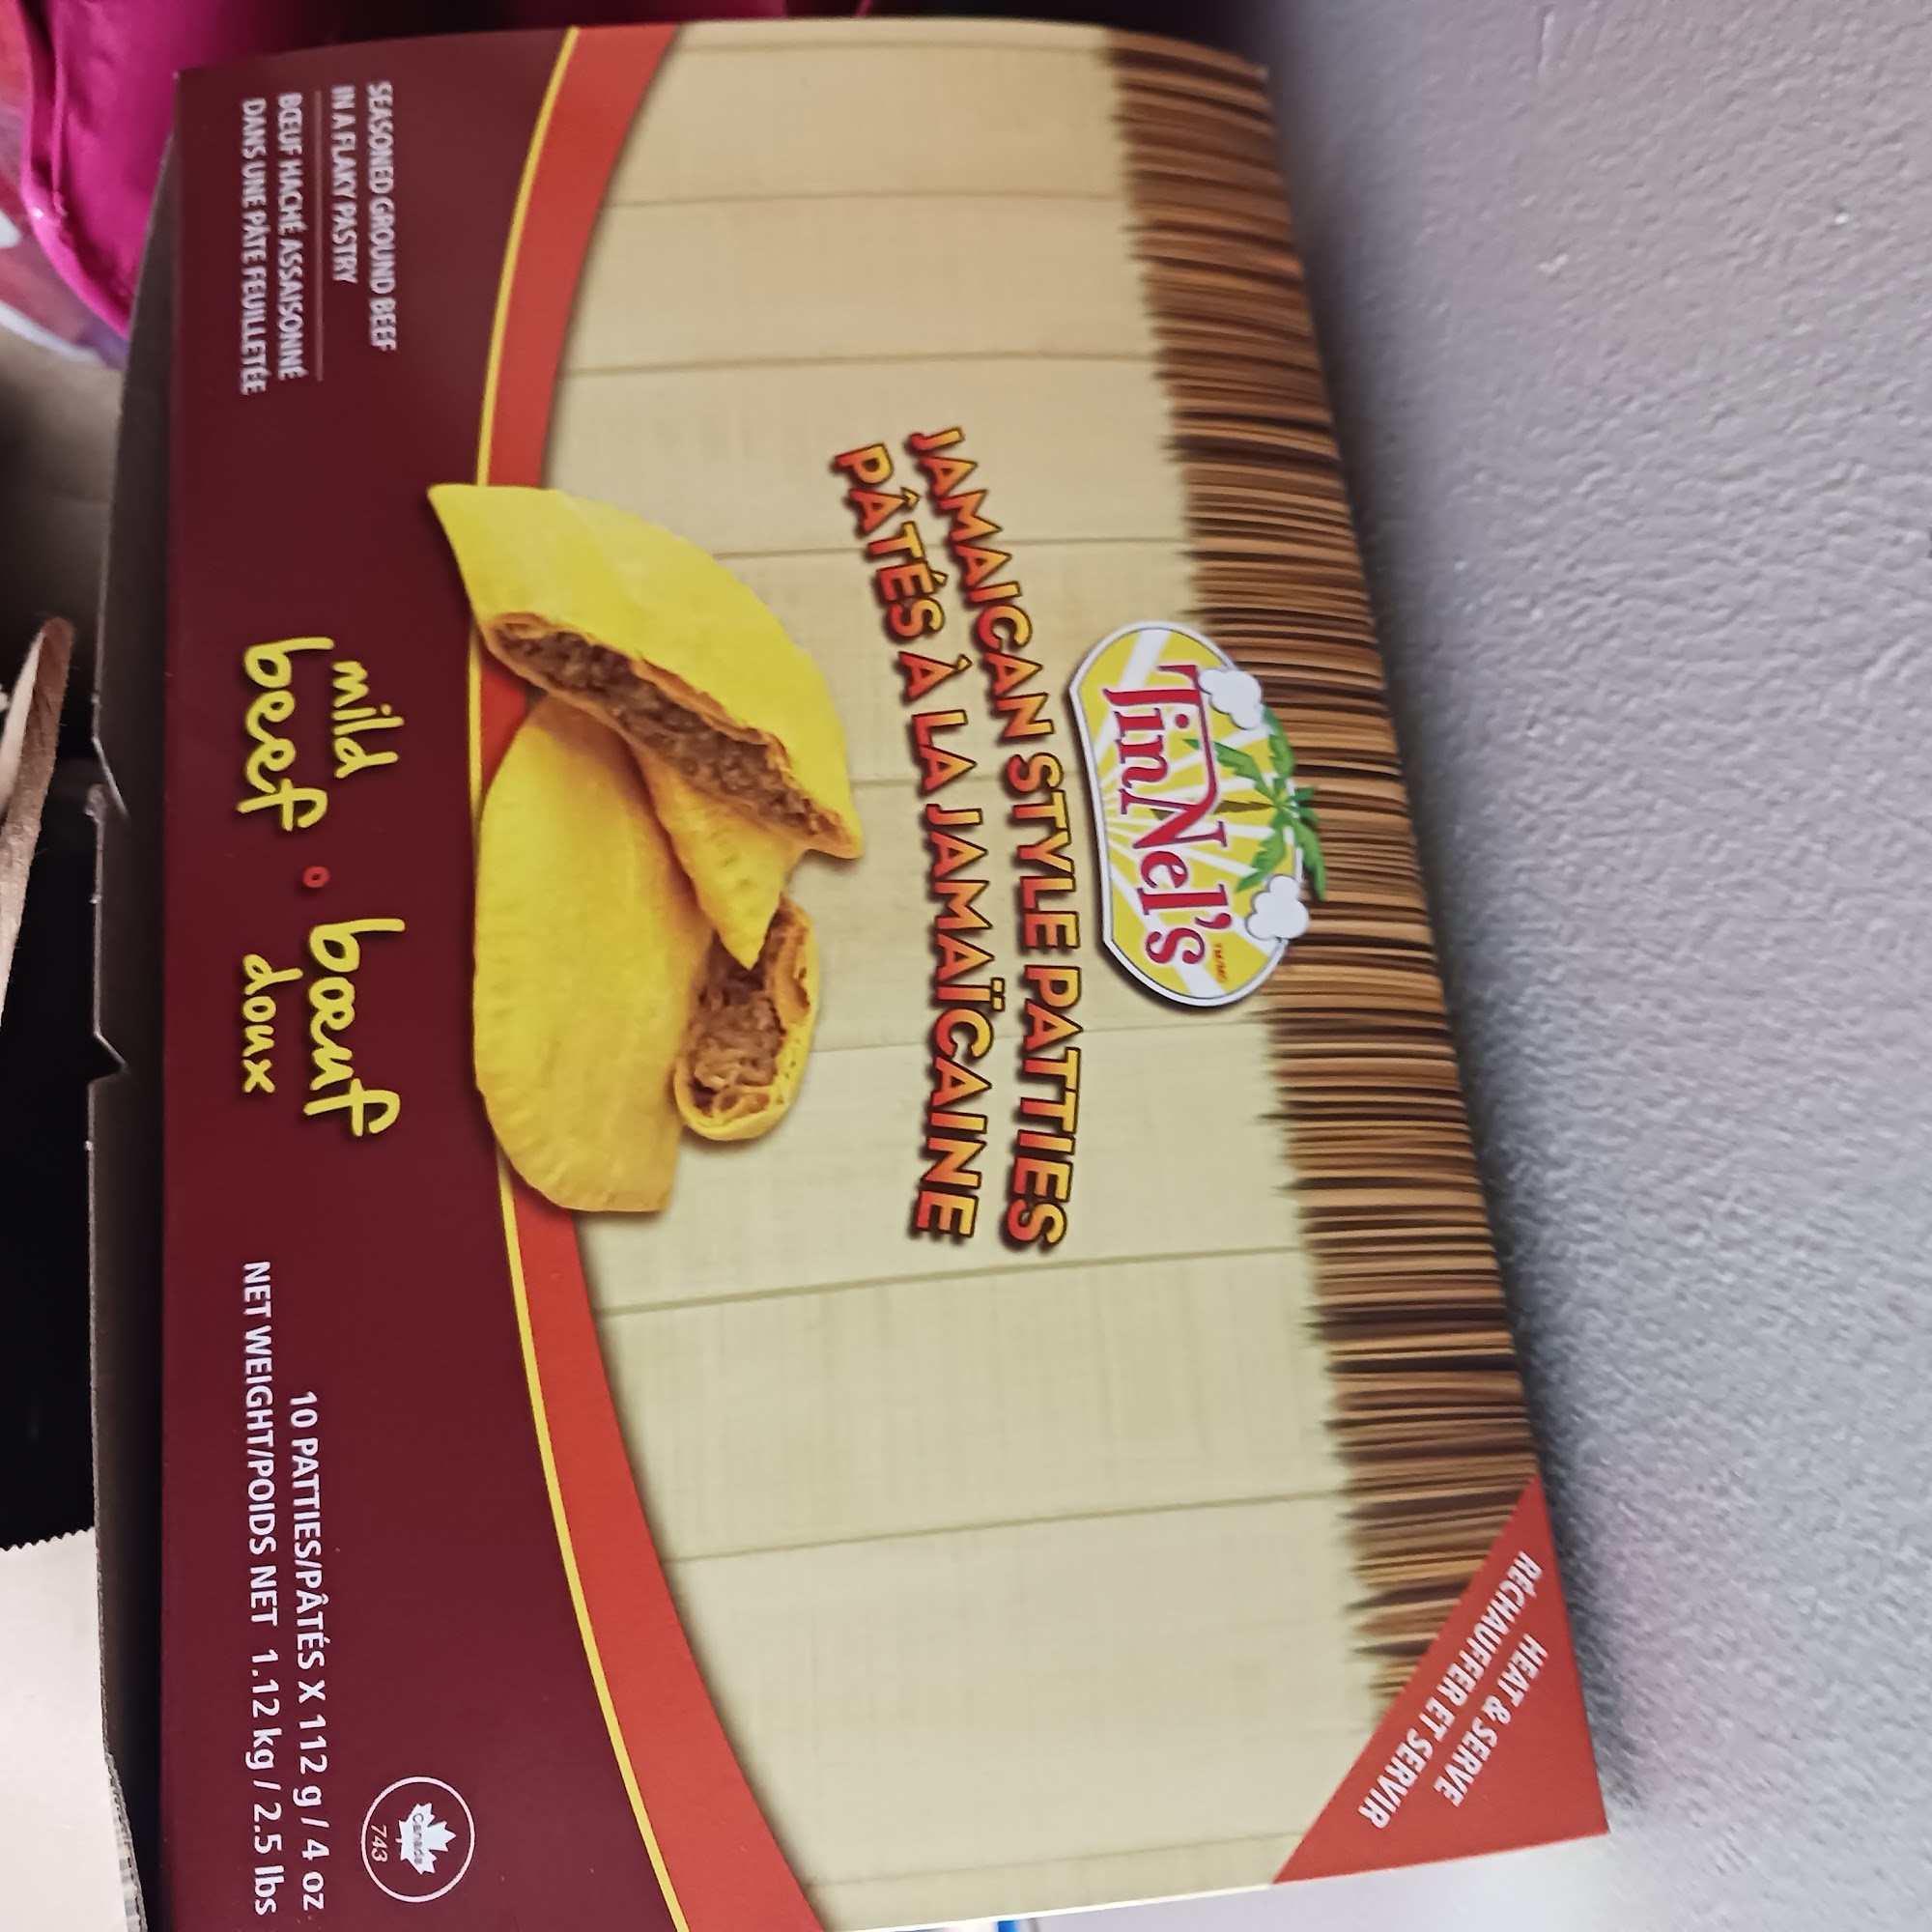 TinNel's
JAMAICAN STYLE PATTIES
PÂTÉS À LA JAMAÏCAINE
HEAT & SERVE
RÉCHAUFFER ET SERVIR
SEASONED GROUND BEEF
IN A FLAKY PASTRY
BŒUF HACHÉ ASSAISONNÉ
DANS UNE PÂTE FEUILLETÉE
mild
beef
bœuf
doux
10 PATTIES/PÂTÉS X 112 g / 4 oz
NET WEIGHT/POIDS NET 1.12 kg / 2.5 lbs
Canada
743